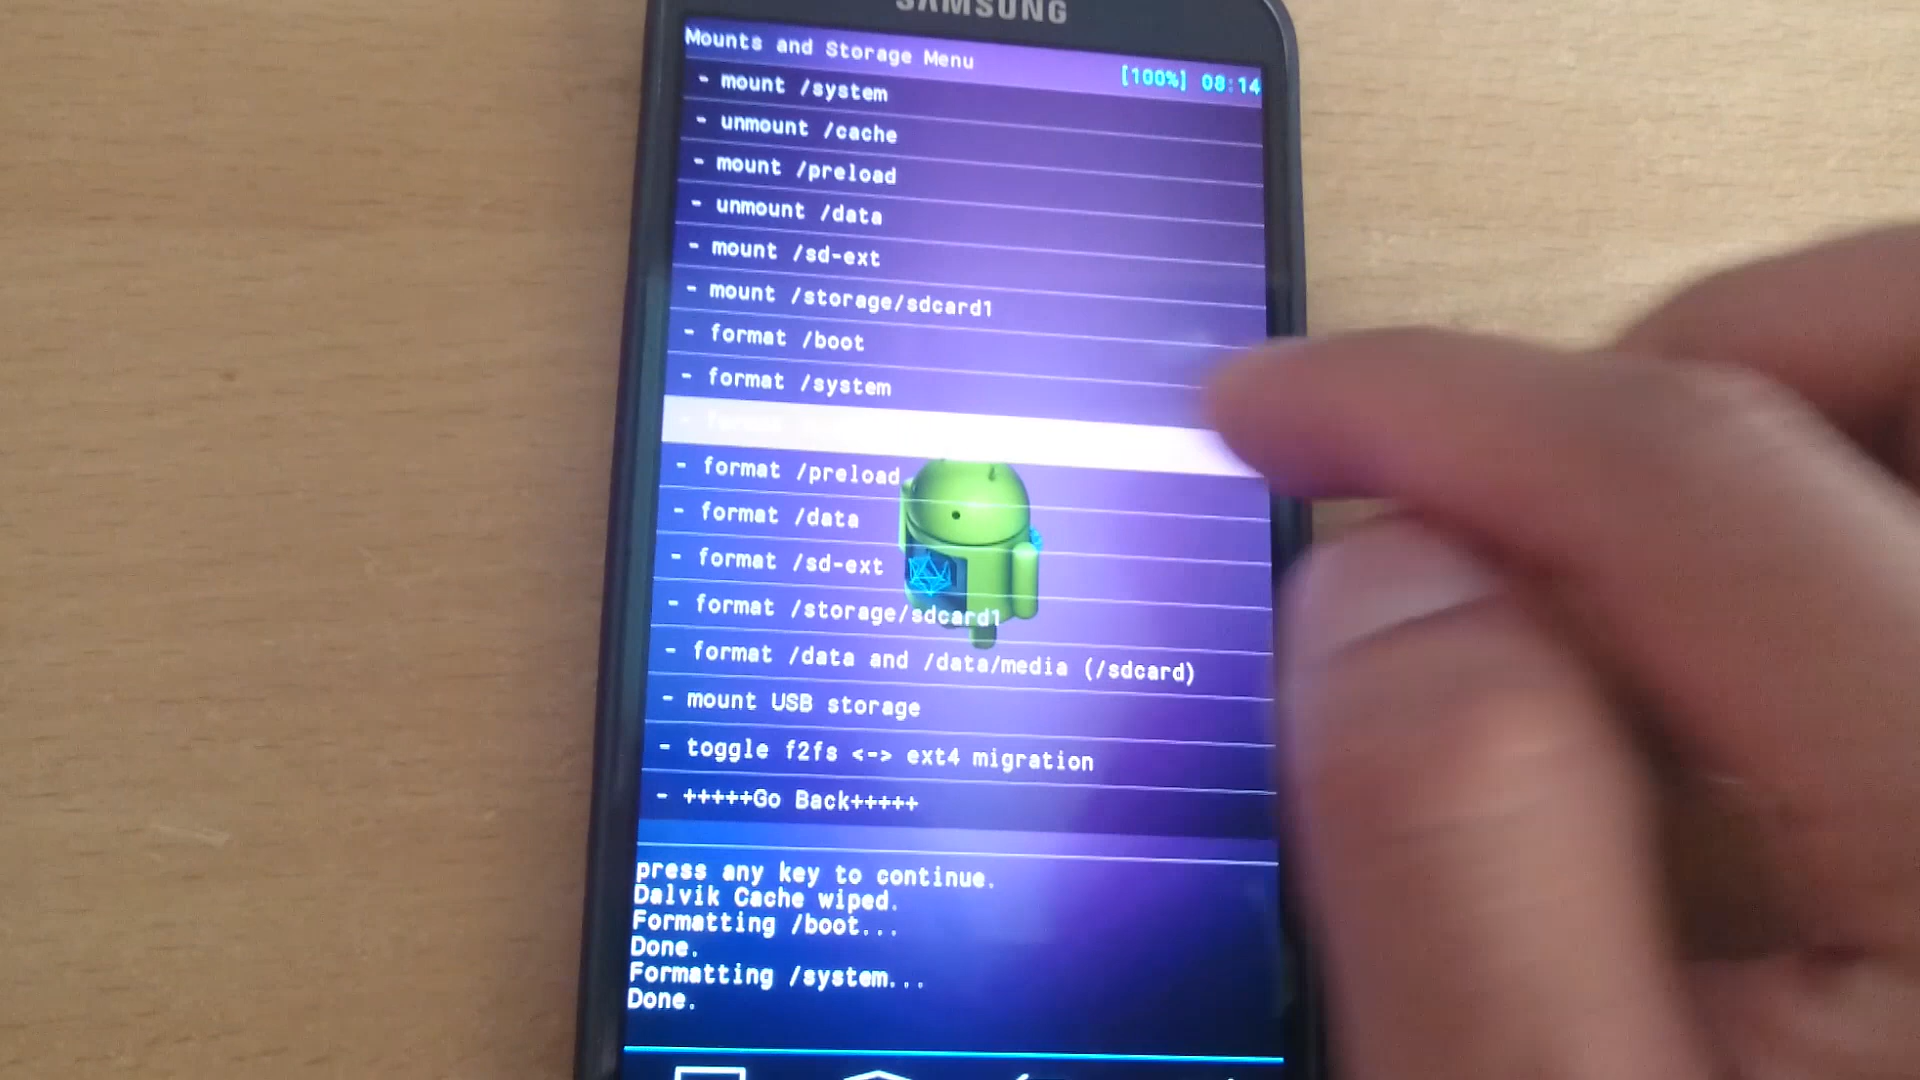 SAMSUNG
Mounts and Storage Menu
[100%] 08:14
- mount /system
- unmount /cache
- mount /preload
- unmount /data
- mount /sd-ext
- mount /storage/sdcard1
- format /boot
- format /system
- format
- format /preload
- format /data
- format /sd-ext
- format /storage/sdcard1
- format /data and /data/media (/sdcard)
- mount USB storage
- toggle f2fs <-> ext4 migration
- +++++Go Back+++++
press any key to continue.
Dalvik Cache wiped.
Formatting /boot...
Done.
Formatting /system...
Done.